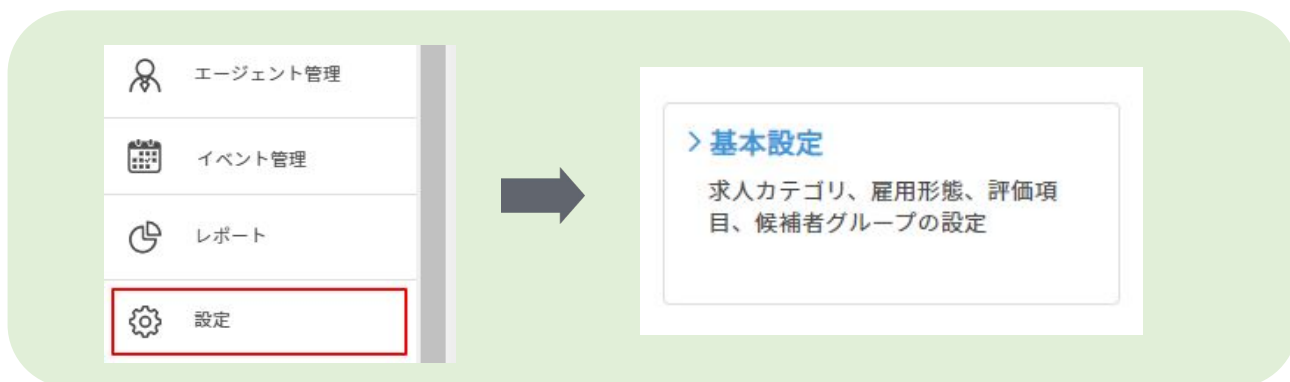 エージェント管理
イベント管理
レポート
設定
基本設定
求人カテゴリ、雇用形態、評価項
目、候補者グループの設定